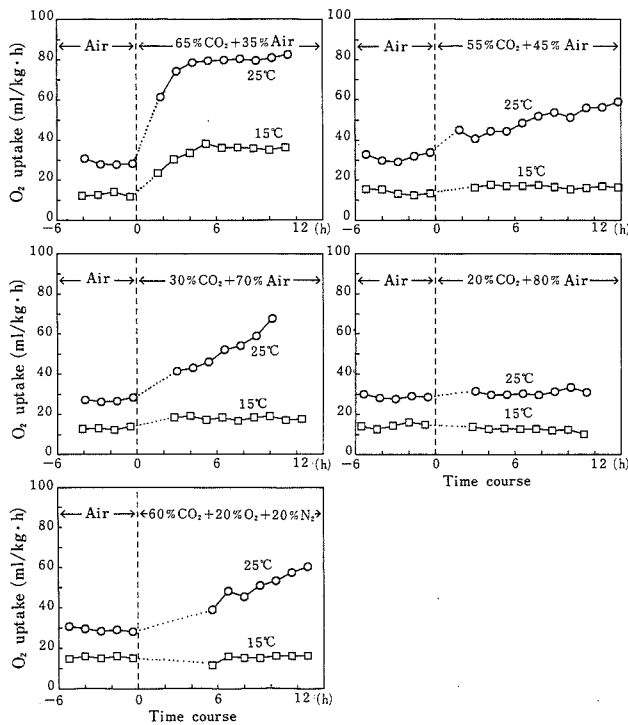 O₂ uptake (ml/kg·h)
100
80
60
40
20
0
← Air →
← 65%CO₂+35%Air →
25℃
15℃
−6 0 6 12 (h)
100
80
60
40
20
0
← Air →
← 55%CO₂+45%Air →
25℃
15℃
−6 0 6 12 (h)
O₂ uptake (ml/kg·h)
100
80
60
40
20
0
← Air →
← 30%CO₂+70%Air →
25℃
15℃
−6 0 6 12 (h)
100
80
60
40
20
0
← Air →
← 20%CO₂+80%Air →
25℃
15℃
−6 0 6 12 (h)
Time course
O₂ uptake (ml/kg·h)
100
80
60
40
20
0
← Air →
←60%CO₂+20%O₂+20%N₂→
25℃
15℃
−6 0 6 12 (h)
Time course